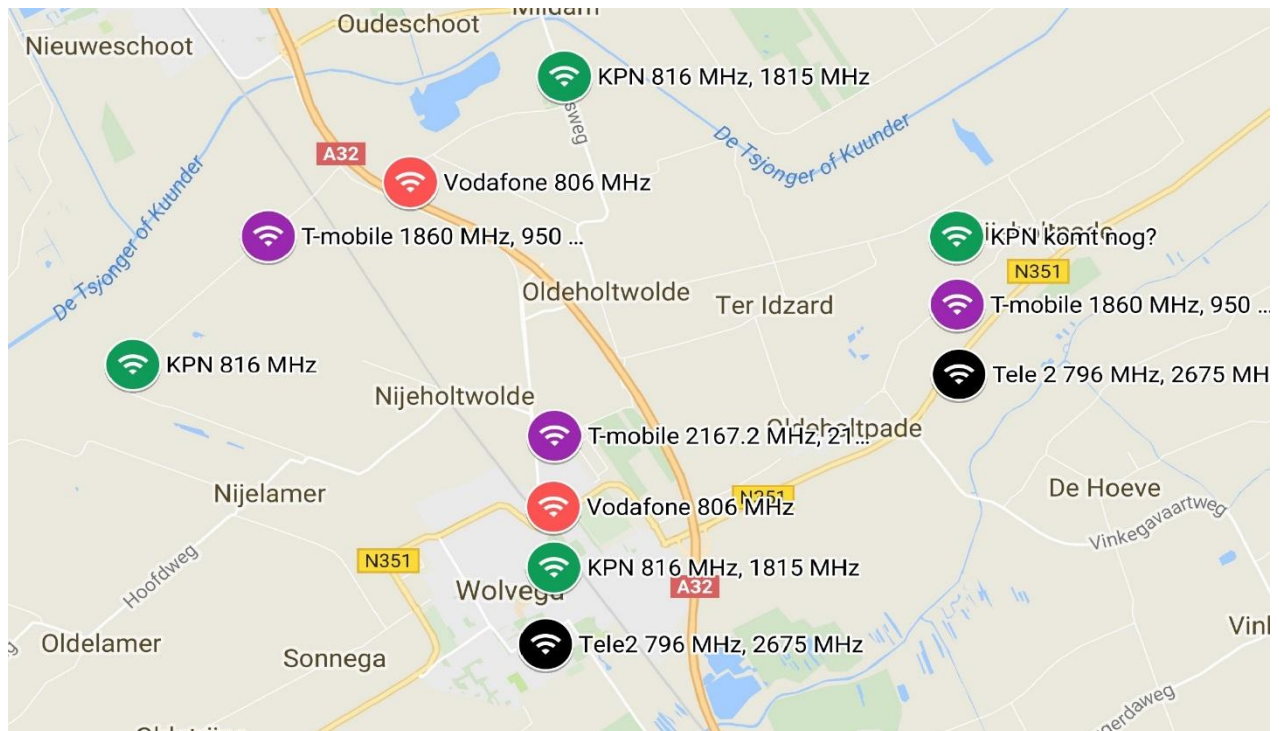 Oudeschoot
Nieuweschoot
KPN 816 MHz, 1815 MHz
sweg
De Tsjonger of Kuunder
A32
Vodafone 806 MHz
De Tsjonger of Kuunder
T-mobile 1860 MHz, 950 ...
KPN komt nog?
N351
Oldeholtwolde
Ter Idzard
T-mobile 1860 MHz, 950 ...
KPN 816 MHz
Tele 2 796 MHz, 2675 MH
Nijeholtwolde
Oldeholtpade
T-mobile 2167.2 MHz, 21...
Nijelamer
De Hoeve
N351
Vodafone 806 MHz
Vinkegavaartweg
N351
KPN 816 MHz, 1815 MHz
Hoofdweg
Wolvega
A32
Vink
Oldelamer
Tele2 796 MHz, 2675 MHz
Sonnega
gerdaweg